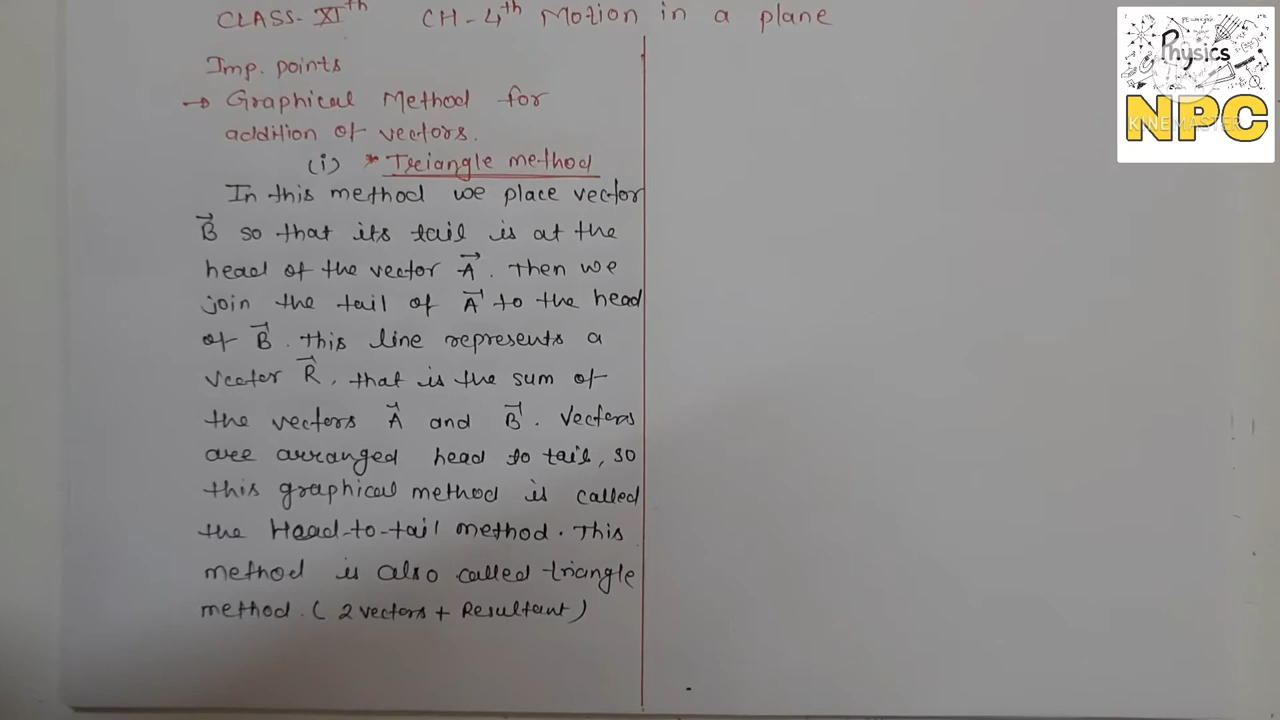 CLASS-XIth CH-4th Motion in a plane
Imp. points
→ Graphical Method for
addition of vectors.
(i) * Treiangle method
In this method we place vector
B⃗ so that its tail is at the
head of the vector A⃗. Then we
join the tail of A⃗ to the head
of B⃗. This line represents a
vector R⃗, that is the sum of
the vectors A⃗ and B⃗. Vectors
are arranged head to tail, so
this graphical method is called
the Head-to-tail method. This
method is also called triangle
method. ( 2 vectors + Resultant )
Physics
NPC
KINEMASTER